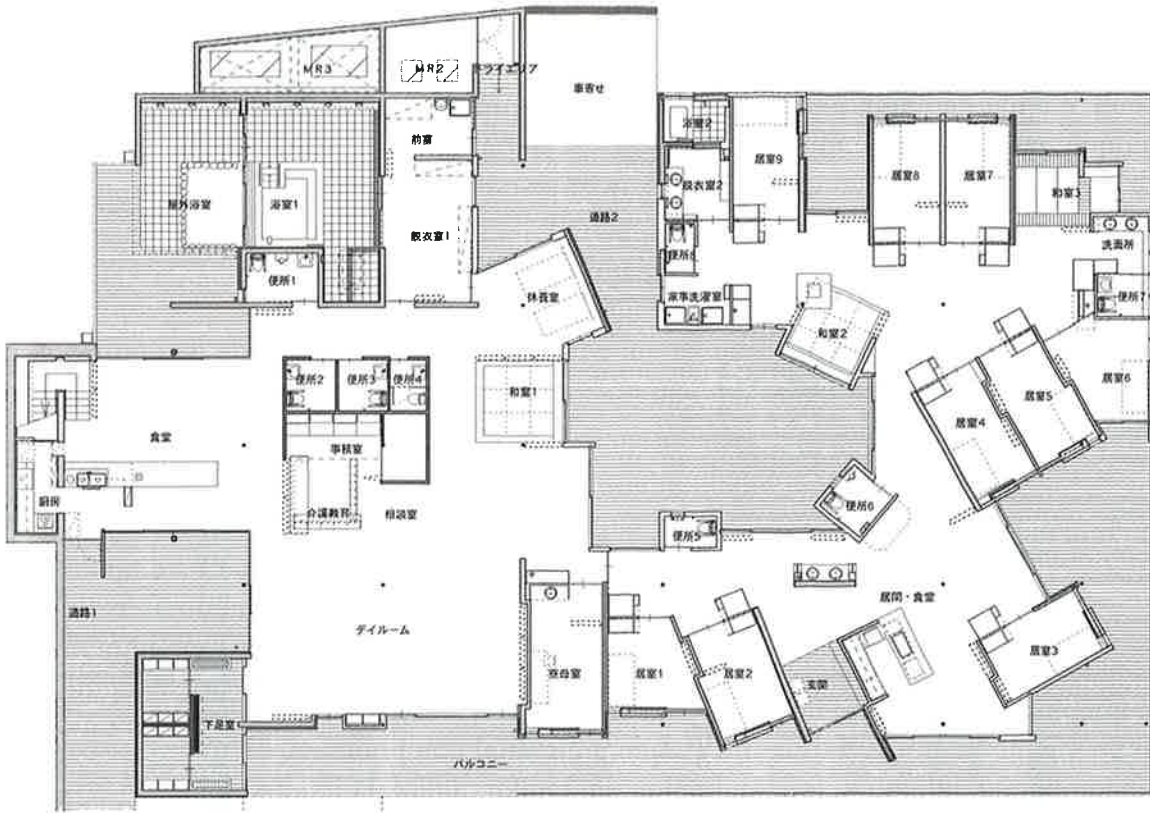 MR3
MR2
ドライエリア
車寄せ
前室
浴室2
居室9
脱衣室2
居室8
居室7
和室3
屋外浴室
浴室1
脱衣室1
道路2
便所8
洗面所
便所1
休養室
家事洗濯室
便所7
和室2
便所2
便所3
便所4
和室1
居室5
居室6
居室4
食堂
事務室
厨房
介護教育
相談室
便所6
便所5
道路1
デイルーム
居間・食堂
寮母室
居室1
居室2
玄関
居室3
下足室
バルコニー